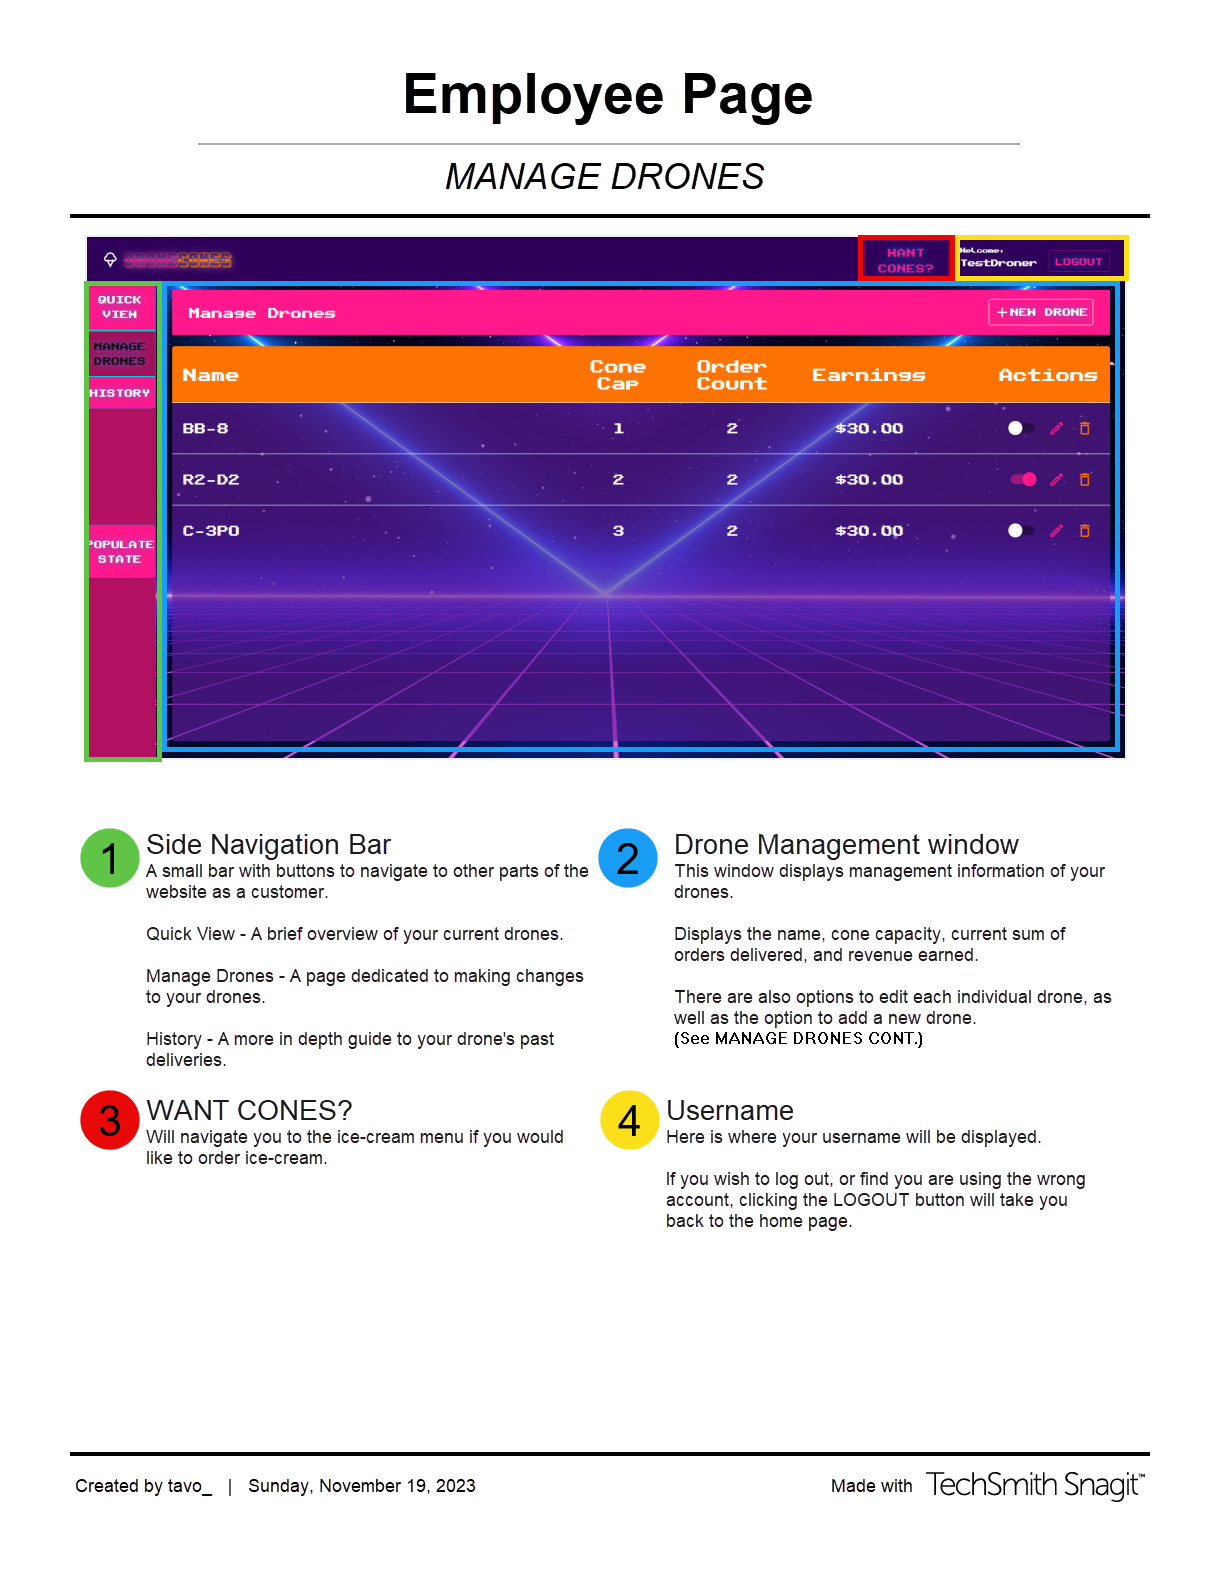 Employee Page
MANAGE DRONES
DRONECONES
WANT
CONES?
Welcome,
TestDroner
LOGOUT
QUICK
VIEW
MANAGE
DRONES
HISTORY
POPULATE
STATE
Manage Drones
+NEW DRONE
Name Cone Cap Order Count Earnings Actions
BB-8 1 2 $30.00
R2-D2 2 2 $30.00
C-3PO 3 2 $30.00
1 Side Navigation Bar
A small bar with buttons to navigate to other parts of the
website as a customer.
Quick View - A brief overview of your current drones.
Manage Drones - A page dedicated to making changes
to your drones.
History - A more in depth guide to your drone's past
deliveries.
2 Drone Management window
This window displays management information of your
drones.
Displays the name, cone capacity, current sum of
orders delivered, and revenue earned.
There are also options to edit each individual drone, as
well as the option to add a new drone.
(See MANAGE DRONES CONT.)
3 WANT CONES?
Will navigate you to the ice-cream menu if you would
like to order ice-cream.
4 Username
Here is where your username will be displayed.
If you wish to log out, or find you are using the wrong
account, clicking the LOGOUT button will take you
back to the home page.
Created by tavo_ | Sunday, November 19, 2023
Made with TechSmith Snagit™